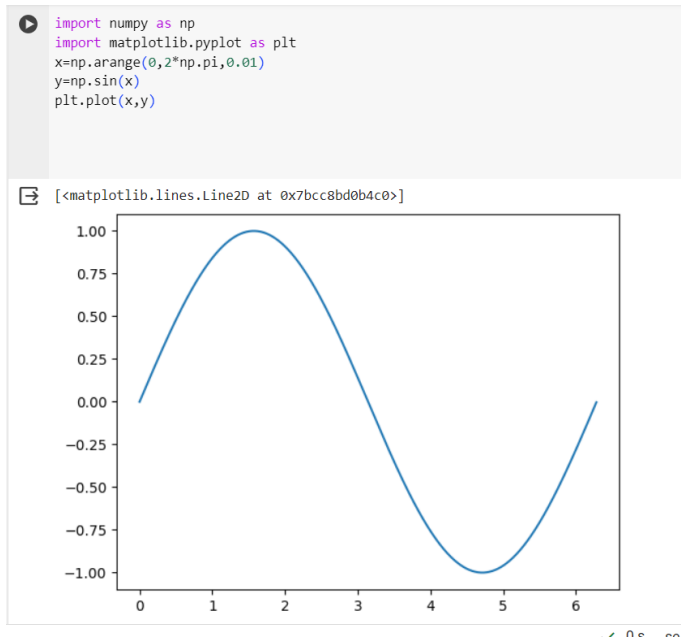 import numpy as np
import matplotlib.pyplot as plt
x=np.arange(0,2*np.pi,0.01)
y=np.sin(x)
plt.plot(x,y)
[<matplotlib.lines.Line2D at 0x7bcc8bd0b4c0>]
1.00
0.75
0.50
0.25
0.00
−0.25
−0.50
−0.75
−1.00
0 1 2 3 4 5 6